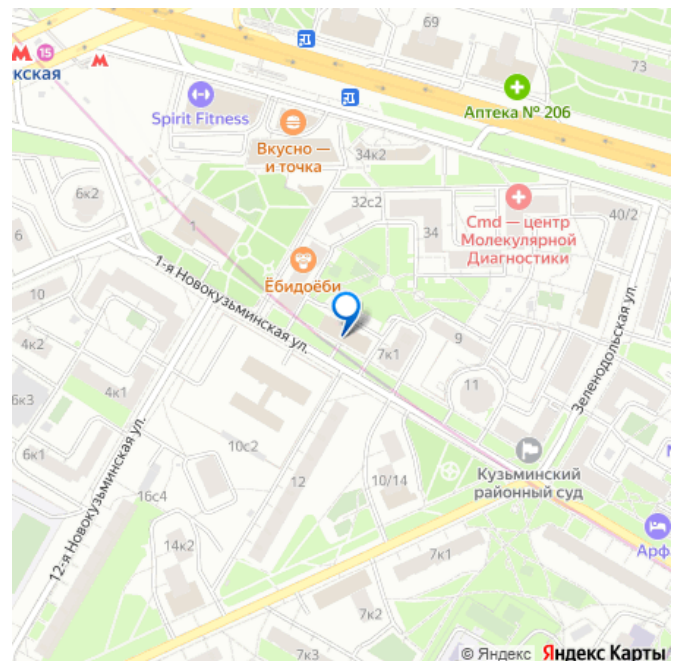 69
15
кская
73
Spirit Fitness
Аптека № 206
Вкусно —
и точка
34к2
6к2
32с2
40/2
1
34
Cmd — центр
Молекулярной
Диагностики
6
1-я Новокузьминская ул.
Ёбидоёби
10
Зеленодольская ул.
4к2
9
7к1
11
6к3
4к1
10с2
Кузьминский
районный суд
6к1
12
10/14
16с4
12-я Новокузьминская ул.
Арф
14к2
7к1
7к2
7к3
© Яндекс Яндекс Карты